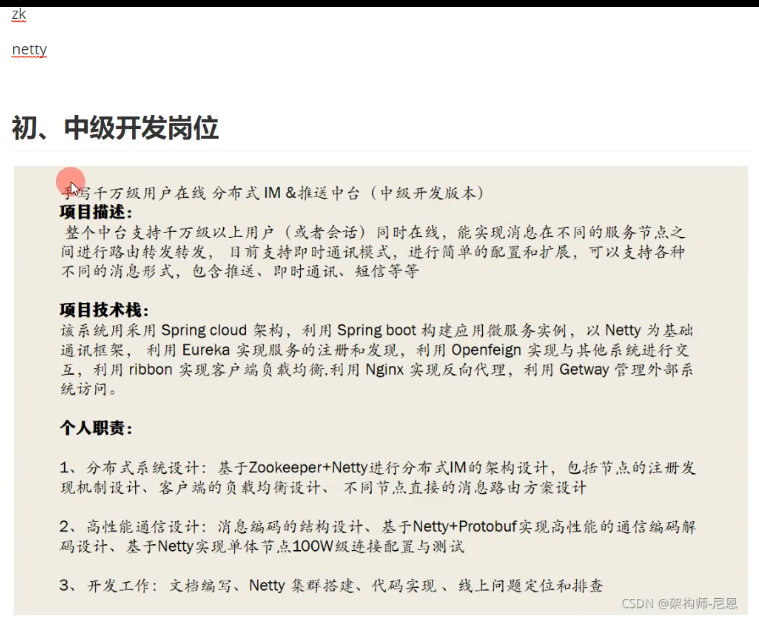 zk
netty
初、中级开发岗位
手写千万级用户在线 分布式 IM &推送中台（中级开发版本）
项目描述：
整个中台支持千万级以上用户（或者会话）同时在线，能实现消息在不同的服务节点之
间进行路由转发转发， 目前支持即时通讯模式，进行简单的配置和扩展，可以支持各种
不同的消息形式，包含推送、即时通讯、短信等等
项目技术栈：
该系统用采用 Spring cloud 架构，利用 Spring boot 构建应用微服务实例，以 Netty 为基础
通讯框架， 利用 Eureka 实现服务的注册和发现，利用 Openfeign 实现与其他系统进行交
互，利用 ribbon 实现客户端负载均衡,利用 Nginx 实现反向代理，利用 Getway 管理外部系
统访问。
个人职责：
1、分布式系统设计：基于Zookeeper+Netty进行分布式IM的架构设计，包括节点的注册发
现机制设计、客户端的负载均衡设计、 不同节点直接的消息路由方案设计
2、高性能通信设计：消息编码的结构设计、基于Netty+Protobuf实现高性能的通信编码解
码设计、基于Netty实现单体节点100W级连接配置与测试
3、开发工作：文档编写、Netty 集群搭建、代码实现 、线上问题定位和排查
CSDN @架构师-尼恩